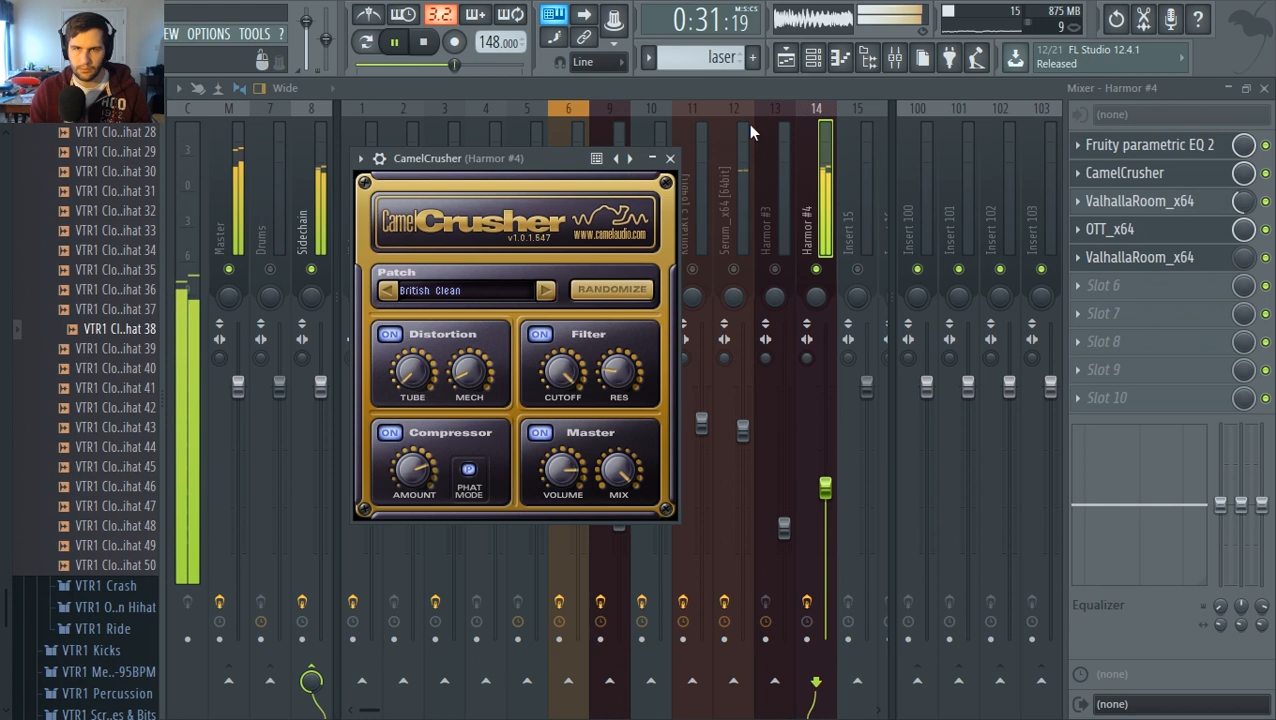 EW OPTIONS TOOLS ?
3.2
148.000
0:31:19
M:S:CS
15
875 MB
9
Line
laser
12/21 FL Studio 12.4.1
Released
Wide
Mixer - Harmor #4
C M 7 8 1 2 3 4 5 6 9 10 11 12 13 14 15 100 101 102 103
VTR1 Clo..ihat 28
VTR1 Clo..ihat 29
VTR1 Clo..ihat 30
VTR1 Clo..ihat 31
VTR1 Clo..ihat 32
VTR1 Clo..ihat 33
VTR1 Clo..ihat 34
VTR1 Clo..ihat 35
VTR1 Clo..ihat 36
VTR1 Clo..ihat 37
VTR1 Cl..hat 38
VTR1 Clo..ihat 39
VTR1 Clo..ihat 40
VTR1 Clo..ihat 41
VTR1 Clo..ihat 42
VTR1 Clo..ihat 43
VTR1 Clo..ihat 44
VTR1 Clo..ihat 45
VTR1 Clo..ihat 46
VTR1 Clo..ihat 47
VTR1 Clo..ihat 48
VTR1 Clo..ihat 49
VTR1 Clo..ihat 50
VTR1 Crash
VTR1 O..n Hihat
VTR1 Ride
VTR1 Kicks
VTR1 Me..-95BPM
VTR1 Percussion
VTR1 Scr..es & Bits
3
0
3
6
Master
Drums
Sidechain
CamelCrusher (Harmor #4)
CamelCrusher
v1.0.1.547
www.camelaudio.com
Patch
British Clean
RANDOMIZE
ON Distortion
TUBE MECH
ON Filter
CUTOFF RES
ON Compressor
AMOUNT PHAT MODE
ON Master
VOLUME MIX
Serum_x64 [64bit]
Harmor #3
Harmor #4
Insert 15
Insert 100
Insert 101
Insert 102
Insert 103
(none)
Fruity parametric EQ 2
CamelCrusher
ValhallaRoom_x64
OTT_x64
ValhallaRoom_x64
Slot 6
Slot 7
Slot 8
Slot 9
Slot 10
Equalizer
(none)
(none)